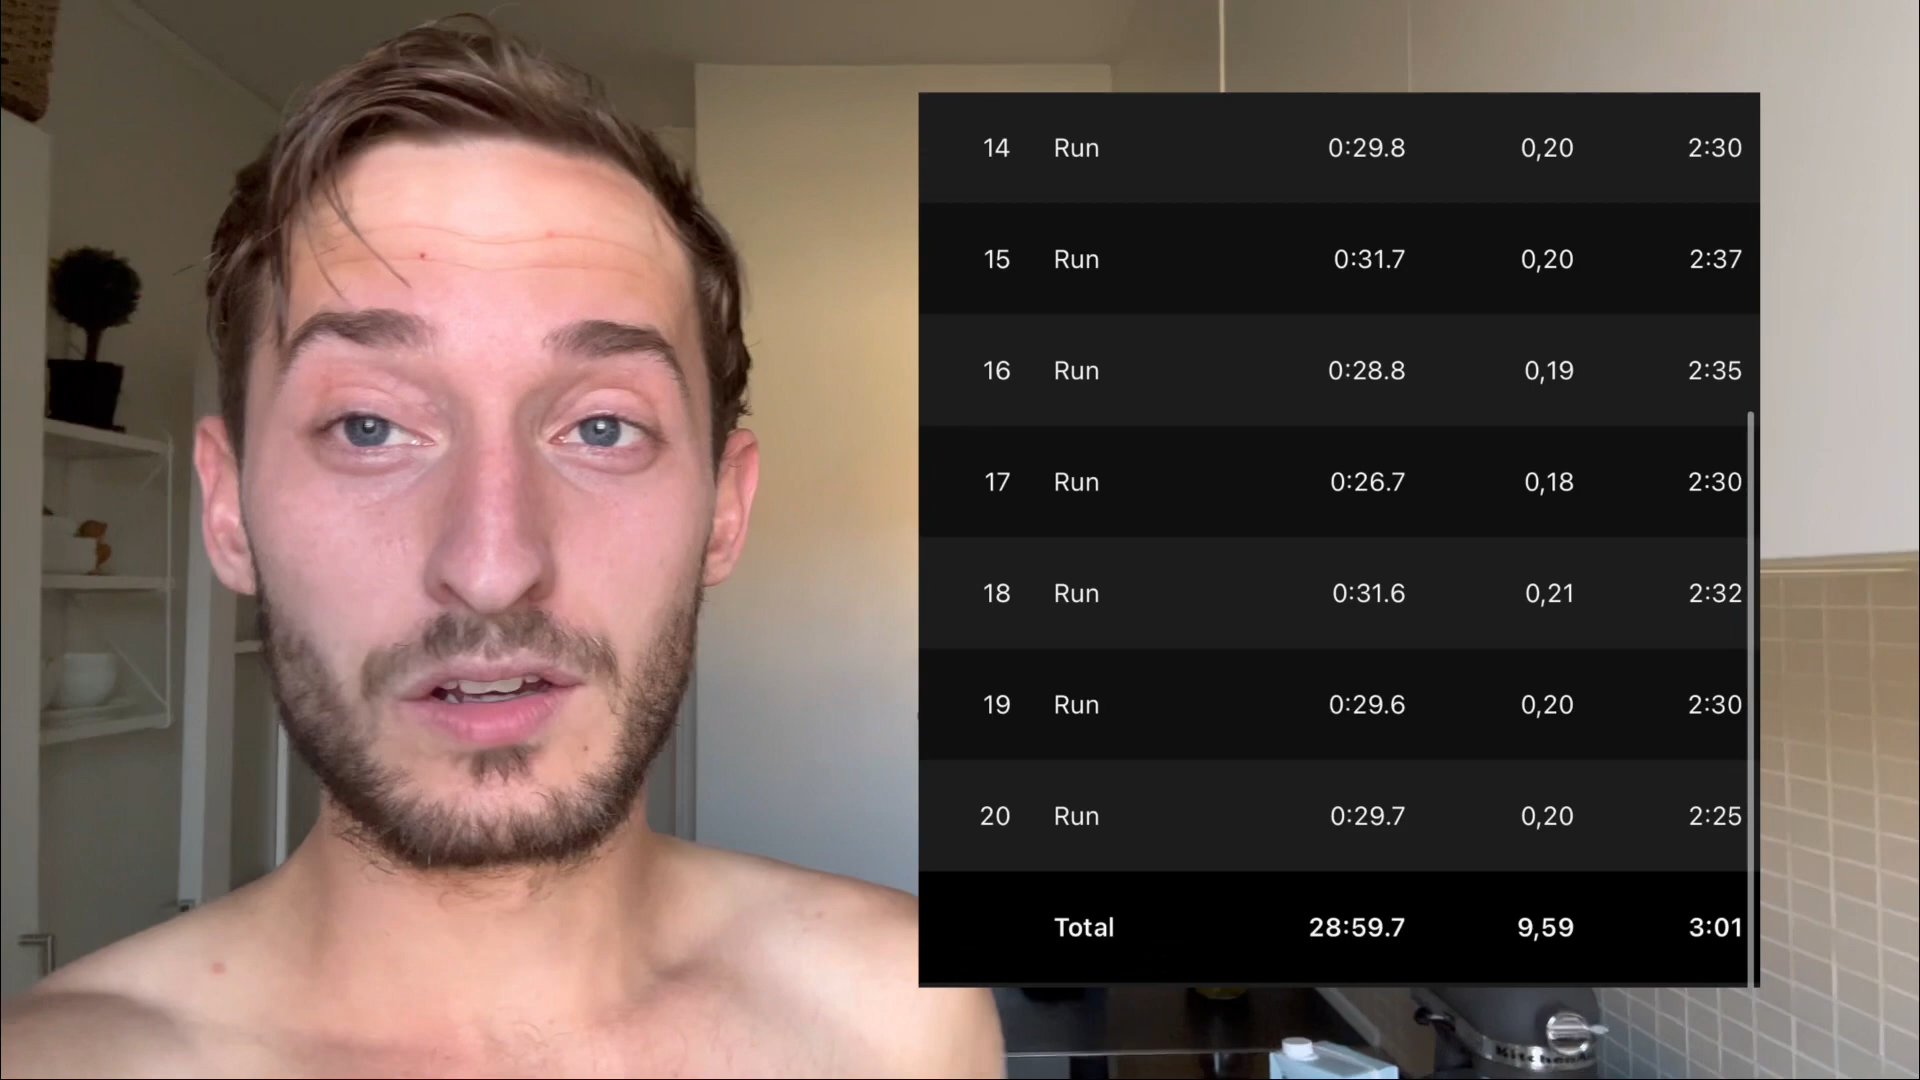 14 Run 0:29.8 0,20 2:30
15 Run 0:31.7 0,20 2:37
16 Run 0:28.8 0,19 2:35
17 Run 0:26.7 0,18 2:30
18 Run 0:31.6 0,21 2:32
19 Run 0:29.6 0,20 2:30
20 Run 0:29.7 0,20 2:25
Total 28:59.7 9,59 3:01